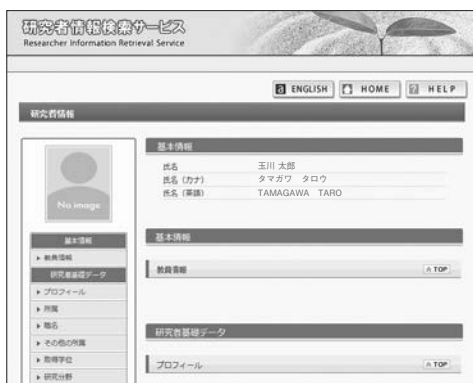 研究者情報検索サービス
Researcher Information Retrieval Service
ENGLISH HOME HELP
研究者情報
No image
基本情報
教員情報
研究者基礎データ
プロフィール
所属
職名
その他の所属
取得学位
研究分野
基本情報
氏名 玉川 太郎
氏名（カナ） タマガワ タロウ
氏名（英語） TAMAGAWA TARO
基本情報
教員情報 TOP
研究者基礎データ
プロフィール TOP